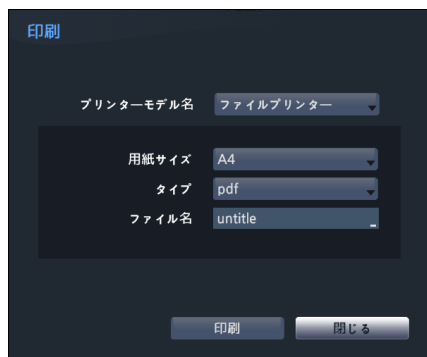 印刷
プリンターモデル名 ファイルプリンター
用紙サイズ A4
タイプ pdf
ファイル名 untitle
印刷 閉じる